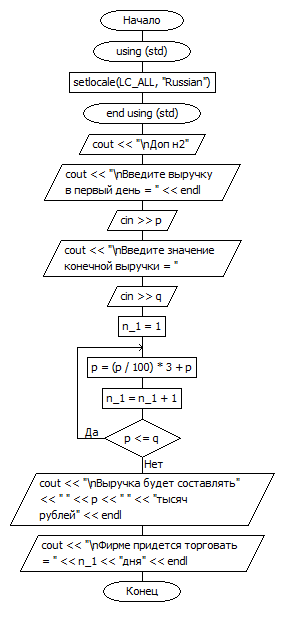 Начало
using (std)
setlocale(LC_ALL, "Russian")
end using (std)
cout << "\nДоп н2"
cout << "\nВведите выручку
в первый день = " << endl
cin >> p
cout << "\nВведите значение
конечной выручки = "
cin >> q
n_1 = 1
p = (p / 100) * 3 + p
n_1 = n_1 + 1
Да
p <= q
Нет
cout << "\nВыручка будет составлять"
<< " " << p << " " << "тысяч
рублей" << endl
cout << "\nФирме придется торговать
= " << n_1 << "дня" << endl
Конец